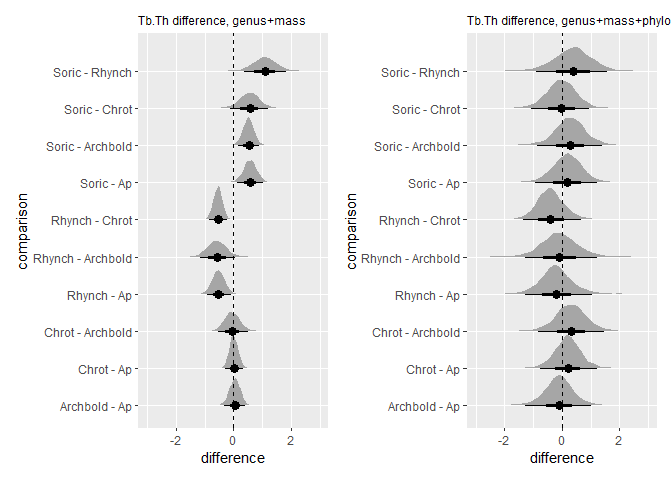 Tb.Th difference, genus+mass
comparison
Soric - Rhynch
Soric - Chrot
Soric - Archbold
Soric - Ap
Rhynch - Chrot
Rhynch - Archbold
Rhynch - Ap
Chrot - Archbold
Chrot - Ap
Archbold - Ap
-2 0 2
difference
Tb.Th difference, genus+mass+phylo
comparison
Soric - Rhynch
Soric - Chrot
Soric - Archbold
Soric - Ap
Rhynch - Chrot
Rhynch - Archbold
Rhynch - Ap
Chrot - Archbold
Chrot - Ap
Archbold - Ap
-2 0 2
difference